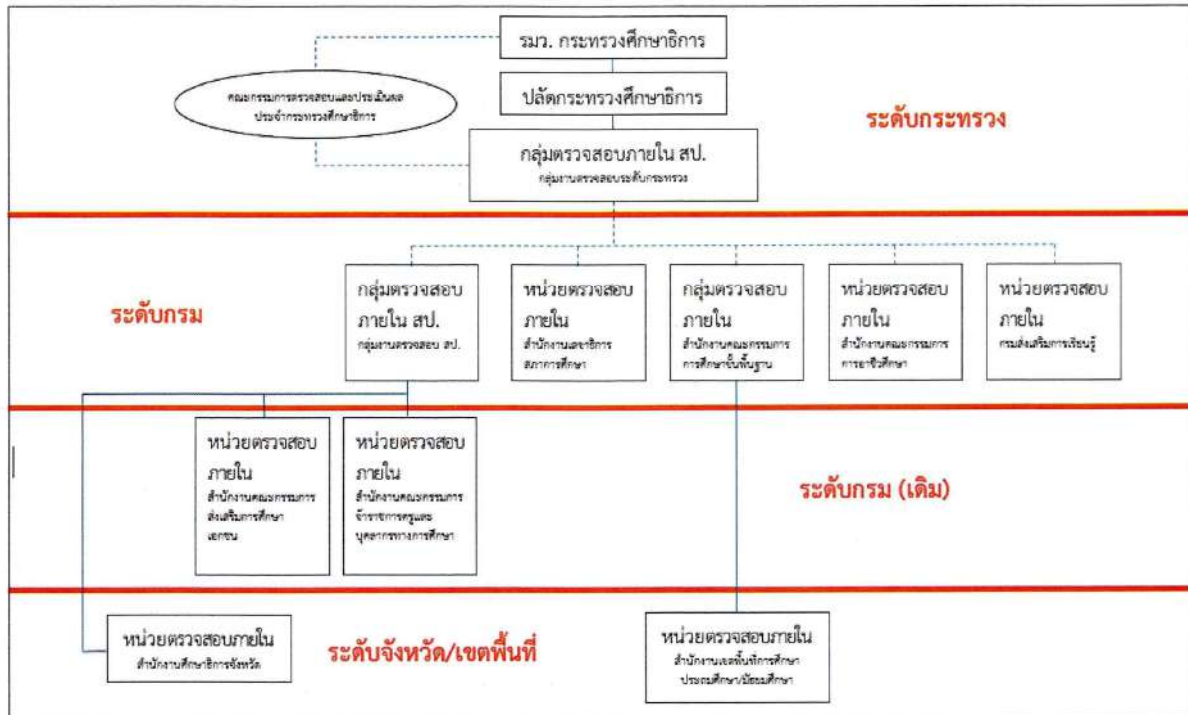 รมว. กระทรวงศึกษาธิการ
คณะกรรมการตรวจสอบและประเมินผล
ประจำกระทรวงศึกษาธิการ
ปลัดกระทรวงศึกษาธิการ
ระดับกระทรวง
กลุ่มตรวจสอบภายใน สป.
กลุ่มงานตรวจสอบระดับกระทรวง
ระดับกรม
กลุ่มตรวจสอบ
ภายใน สป.
กลุ่มงานตรวจสอบ สป.
หน่วยตรวจสอบ
ภายใน
สำนักงานเลขาธิการ
สภาการศึกษา
กลุ่มตรวจสอบ
ภายใน
สำนักงานคณะกรรมการ
การศึกษาขั้นพื้นฐาน
หน่วยตรวจสอบ
ภายใน
สำนักงานคณะกรรมการ
การอาชีวศึกษา
หน่วยตรวจสอบ
ภายใน
กรมส่งเสริมการเรียนรู้
หน่วยตรวจสอบ
ภายใน
สำนักงานคณะกรรมการ
ส่งเสริมการศึกษา
เอกชน
หน่วยตรวจสอบ
ภายใน
สำนักงานคณะกรรมการ
ข้าราชการครูและ
บุคลากรทางการศึกษา
ระดับกรม (เดิม)
หน่วยตรวจสอบภายใน
สำนักงานศึกษาธิการจังหวัด
ระดับจังหวัด/เขตพื้นที่
หน่วยตรวจสอบภายใน
สำนักงานเขตพื้นที่การศึกษา
ประถมศึกษา/มัธยมศึกษา